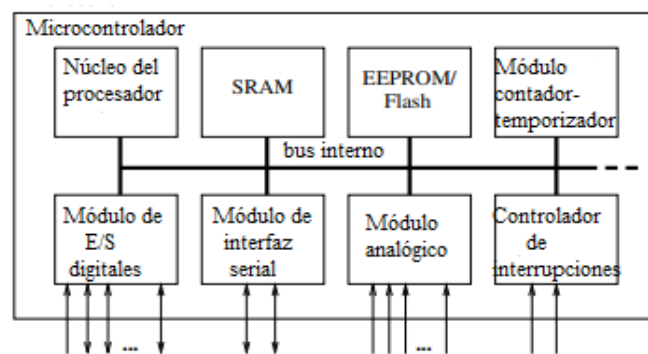 Microcontrolador
Núcleo del
procesador
SRAM
EEPROM/
Flash
Módulo
contador-
temporizador
bus interno
Módulo de
E/S
digitales
...
Módulo de
interfaz
serial
Módulo
analógico
...
Controlador
de
interrupciones